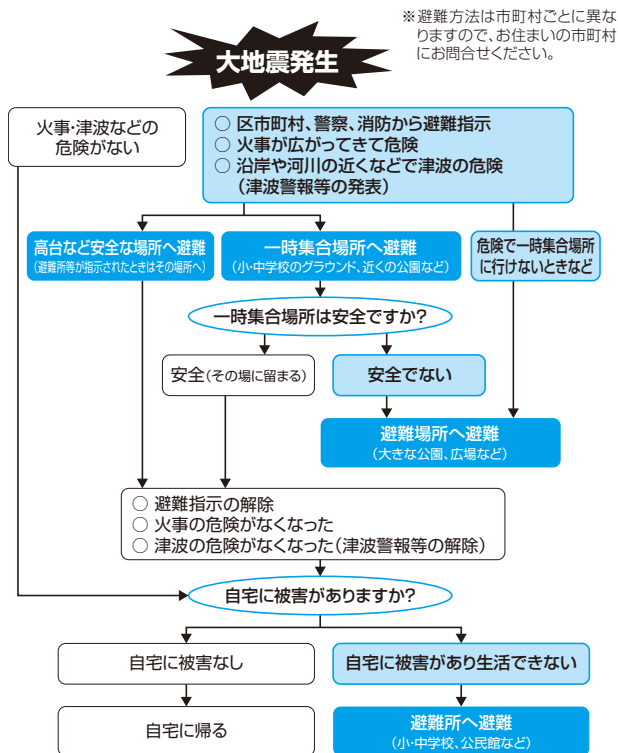 ※避難方法は市町村ごとに異な
りますので、お住まいの市町村
にお問合せください。
大地震発生
火事・津波などの
危険がない
○ 区市町村、警察、消防から避難指示
○ 火事が広がってきて危険
○ 沿岸や河川の近くなどで津波の危険
（津波警報等の発表）
高台など安全な場所へ避難
（避難所等が指示されたときはその場所へ）
一時集合場所へ避難
（小・中学校のグラウンド、近くの公園など）
危険で一時集合場所
に行けないときなど
一時集合場所は安全ですか？
安全（その場に留まる）
安全でない
避難場所へ避難
（大きな公園、広場など）
○ 避難指示の解除
○ 火事の危険がなくなった
○ 津波の危険がなくなった（津波警報等の解除）
自宅に被害がありますか？
自宅に被害なし
自宅に被害があり生活できない
自宅に帰る
避難所へ避難
（小・中学校、公民館など）